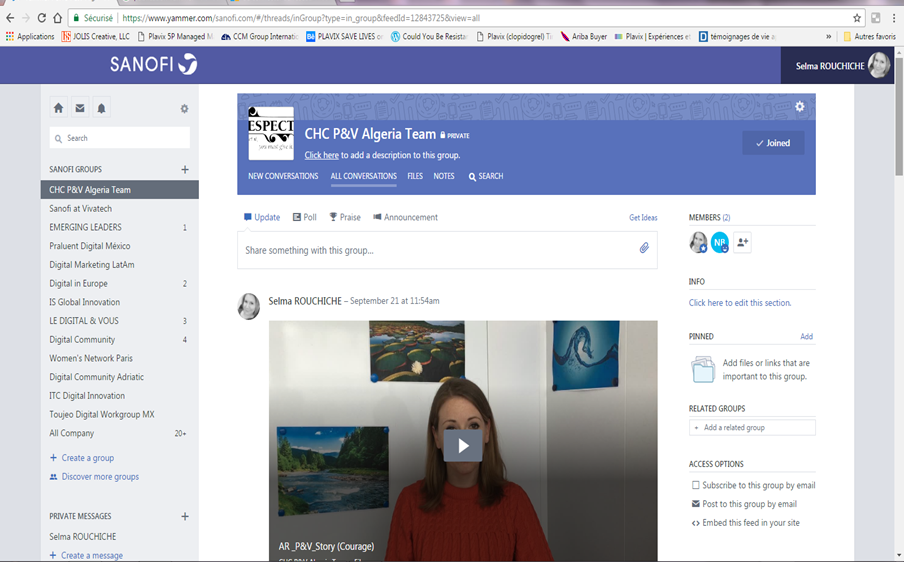 Sécurisé | https://www.yammer.com/sanofi.com/#/threads/inGroup?type=in_group&feedId=12843725&view=all
Applications JOLIS Creative, LLC Plavix 5P Managed M CCM Group Internatio PLAVIX SAVE LIVES or Could You Be Resistan Plavix (clopidogrel) Ariba Buyer Plavix | Expériences et témoignages de vie a » Autres favoris
SANOFI
Selma ROUCHICHE
Search
SANOFI GROUPS +
CHC P&V Algeria Team
Sanofi at Vivatech
EMERGING LEADERS 1
Praluent Digital México
Digital Marketing LatAm
Digital in Europe 2
IS Global Innovation
LE DIGITAL & VOUS 3
Digital Community 4
Women's Network Paris
Digital Community Adriatic
ITC Digital Innovation
Toujeo Digital Workgroup MX
All Company 20+
+ Create a group
Discover more groups
PRIVATE MESSAGES +
Selma ROUCHICHE
+ Create a message
ESPECT
CHC P&V Algeria Team PRIVATE
Click here to add a description to this group.
✓ Joined
NEW CONVERSATIONS ALL CONVERSATIONS FILES NOTES SEARCH
Update Poll Praise Announcement Get Ideas
Share something with this group...
Selma ROUCHICHE – September 21 at 11:54am
AR _P&V_Story (Courage)
MEMBERS (2)
INFO
Click here to edit this section.
PINNED Add
Add files or links that are
important to this group.
RELATED GROUPS
+ Add a related group
ACCESS OPTIONS
Subscribe to this group by email
Post to this group by email
Embed this feed in your site